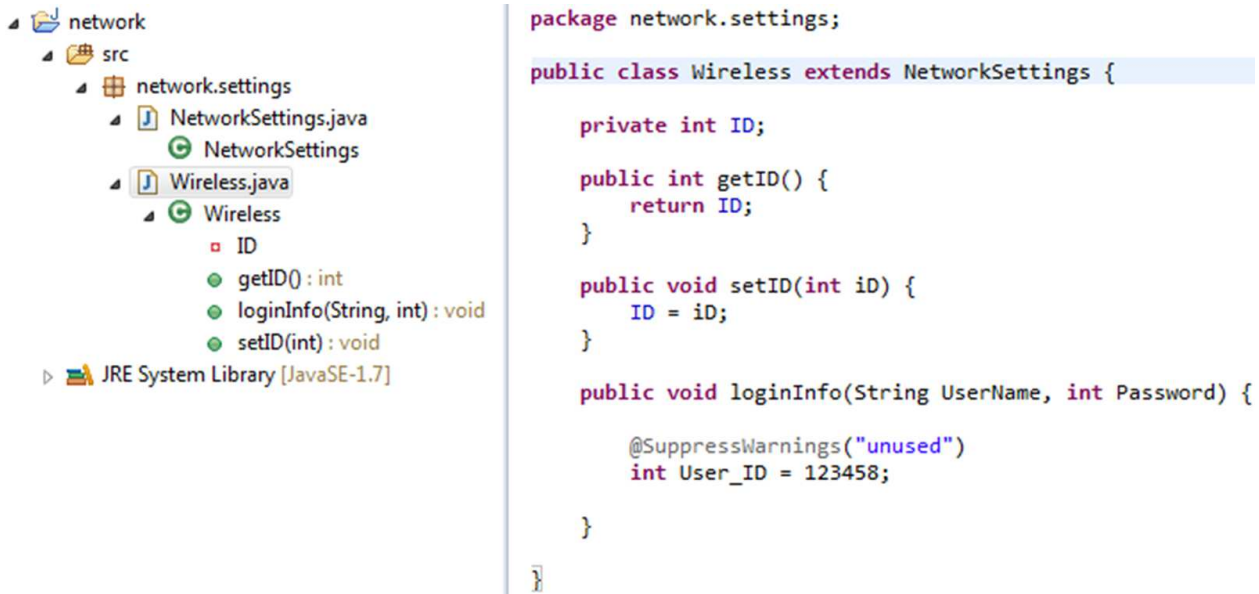 network
src
network.settings
NetworkSettings.java
NetworkSettings
Wireless.java
Wireless
ID
getID() : int
loginInfo(String, int) : void
setID(int) : void
JRE System Library [JavaSE-1.7]
package network.settings;
public class Wireless extends NetworkSettings {
private int ID;
public int getID() {
return ID;
}
public void setID(int iD) {
ID = iD;
}
public void loginInfo(String UserName, int Password) {
@SuppressWarnings("unused")
int User_ID = 123458;
}
}